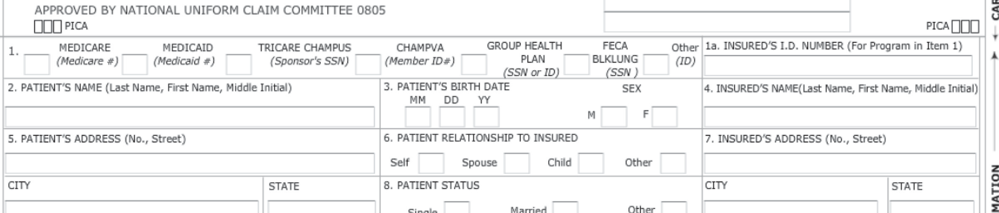 APPROVED BY NATIONAL UNIFORM CLAIM COMMITTEE 0805
PICA
PICA
1. MEDICARE (Medicare #) MEDICAID (Medicaid #) TRICARE CHAMPUS (Sponsor's SSN) CHAMPVA (Member ID#) GROUP HEALTH PLAN (SSN or ID) FECA BLKLUNG (SSN ) Other (ID)
1a. INSURED'S I.D. NUMBER (For Program in Item 1)
2. PATIENT'S NAME (Last Name, First Name, Middle Initial)
3. PATIENT'S BIRTH DATE
MM DD YY
SEX
M F
4. INSURED'S NAME(Last Name, First Name, Middle Initial)
5. PATIENT'S ADDRESS (No., Street)
6. PATIENT RELATIONSHIP TO INSURED
Self Spouse Child Other
7. INSURED'S ADDRESS (No., Street)
CITY
STATE
8. PATIENT STATUS
Single Married Other
CITY
STATE